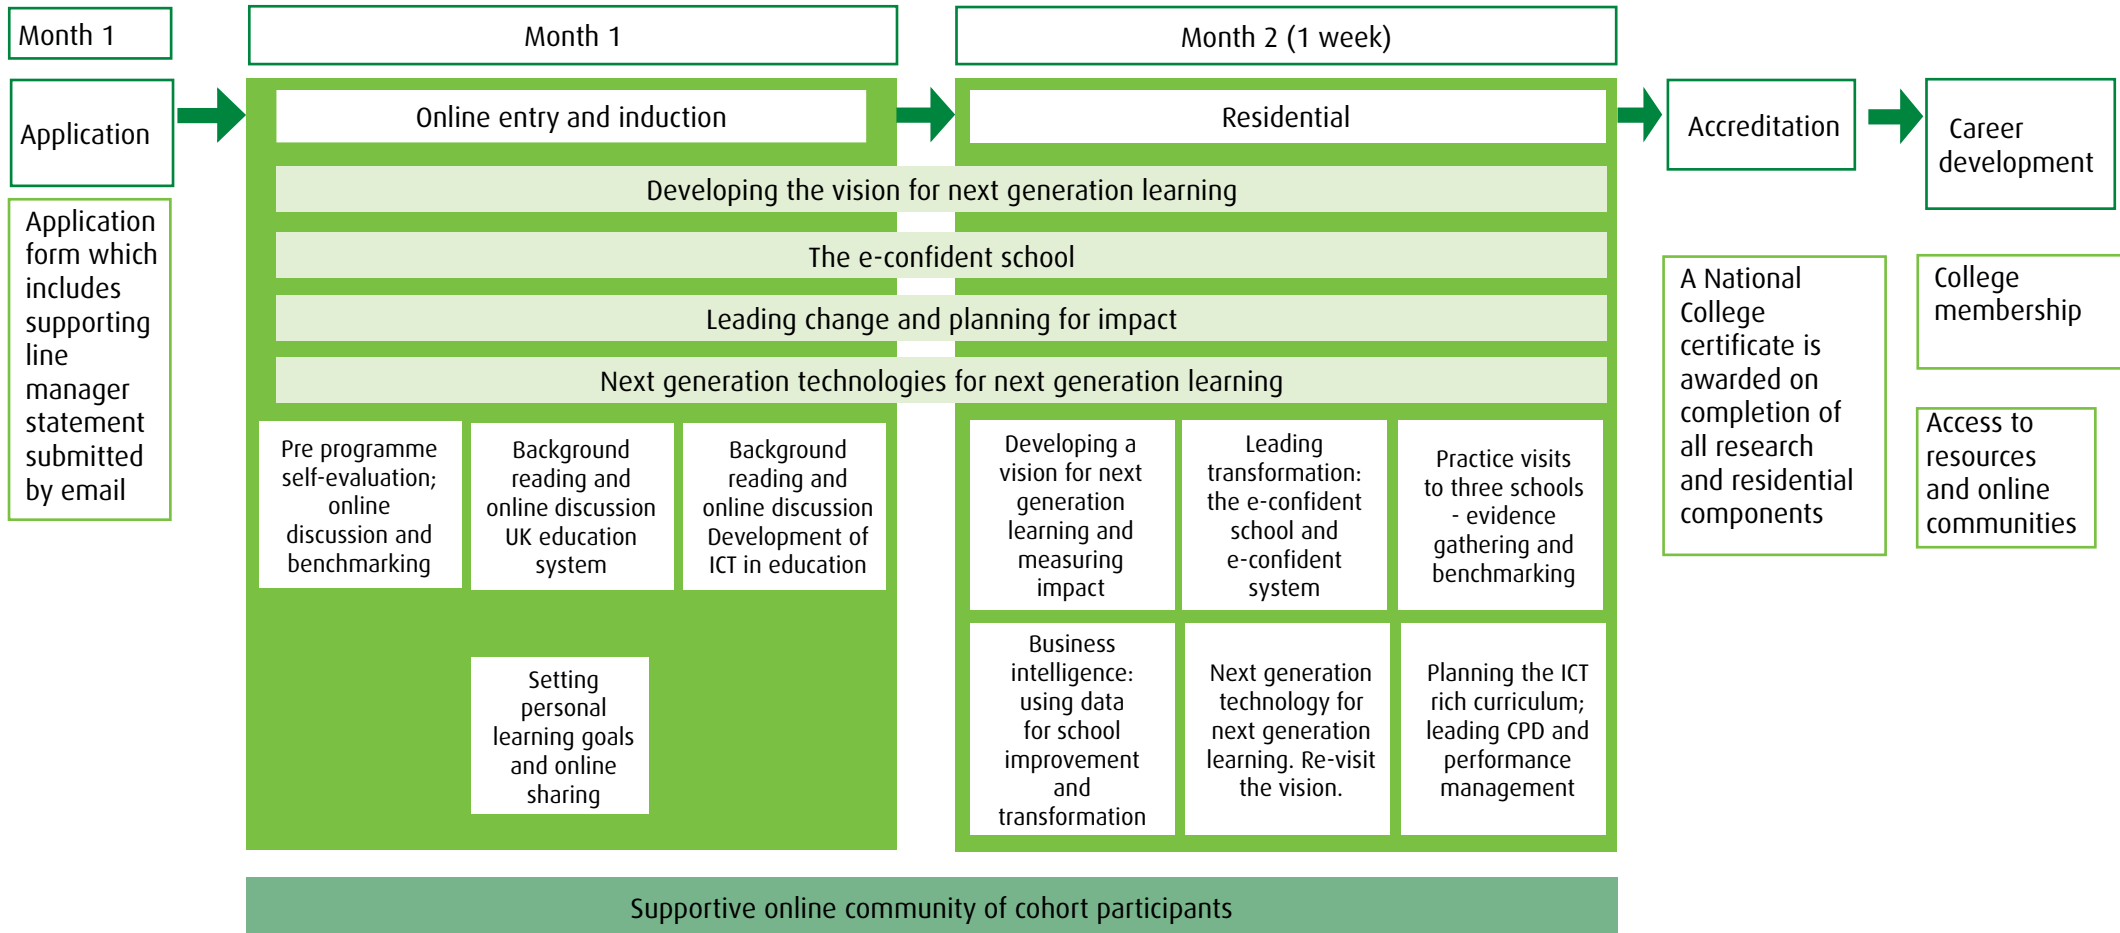 Month 1
Month 1
Month 2 (1 week)
Application
Online entry and induction
Residential
Accreditation
Career
development
Developing the vision for next generation learning
The e-confident school
Leading change and planning for impact
Next generation technologies for next generation learning
Application
form which
includes
supporting
line
manager
statement
submitted
by email
Pre programme
self-evaluation;
online
discussion and
benchmarking
Background
reading and
online discussion
UK education
system
Background
reading and
online discussion
Development of
ICT in education
Setting
personal
learning goals
and online
sharing
Developing a
vision for next
generation
learning and
measuring
impact
Leading
transformation:
the e-confident
school and
e-confident
system
Practice visits
to three schools
- evidence
gathering and
benchmarking
Business
intelligence:
using data
for school
improvement
and
transformation
Next generation
technology for
next generation
learning. Re-visit
the vision.
Planning the ICT
rich curriculum;
leading CPD and
performance
management
A National
College
certificate is
awarded on
completion of
all research
and residential
components
College
membership
Access to
resources
and online
communities
Supportive online community of cohort participants